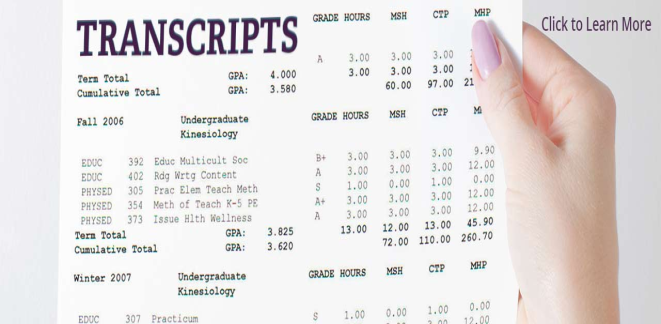 Click to Learn More
TRANSCRIPTS
GRADE HOURS MSH CTP MHP
A 3.00 3.00 3.00
Term Total GPA: 4.000 3.00 3.00 3.00
Cumulative Total GPA: 3.580 60.00 97.00
Fall 2006 Undergraduate GRADE HOURS MSH CTP
Kinesiology
EDUC 392 Educ Multicult Soc B+ 3.00 3.00 3.00 9.90
EDUC 402 Rdg Wrtg Content A 3.00 3.00 3.00 12.00
PHYSED 305 Prac Elem Teach Meth S 1.00 0.00 1.00 0.00
PHYSED 354 Meth of Teach K-5 PE A+ 3.00 3.00 3.00 12.00
PHYSED 373 Issue Hlth Wellness A 3.00 3.00 3.00 12.00
Term Total GPA: 3.825 13.00 12.00 13.00 45.90
Cumulative Total GPA: 3.620 72.00 110.00 260.70
Winter 2007 Undergraduate GRADE HOURS MSH CTP MHP
Kinesiology
EDUC 307 Practicum S 1.00 0.00 1.00 0.00
3.00 12.00